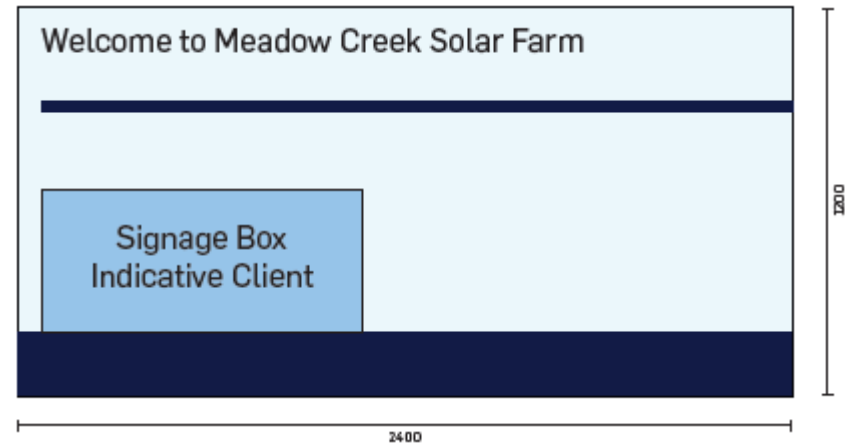 Welcome to Meadow Creek Solar Farm
Signage Box
Indicative Client
1200
2400